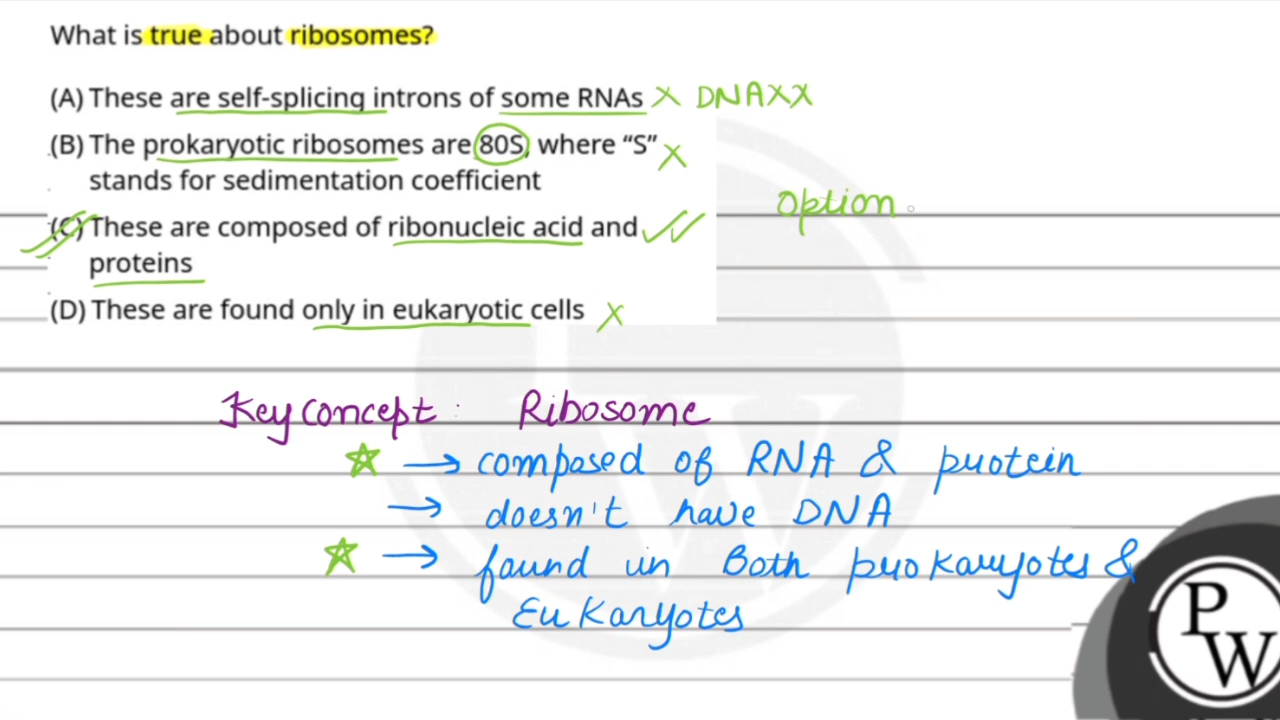 What is true about ribosomes?
(A) These are self-splicing introns of some RNAs X DNA XX
(B) The prokaryotic ribosomes are 80S, where “S” X
stands for sedimentation coefficient
Option
(C) These are composed of ribonucleic acid and
proteins
(D) These are found only in eukaryotic cells X
Key concept : Ribosome
→ composed of RNA & protein
→ doesn't have DNA
→ found in Both prokaryotes &
EuKaryotes
P
W